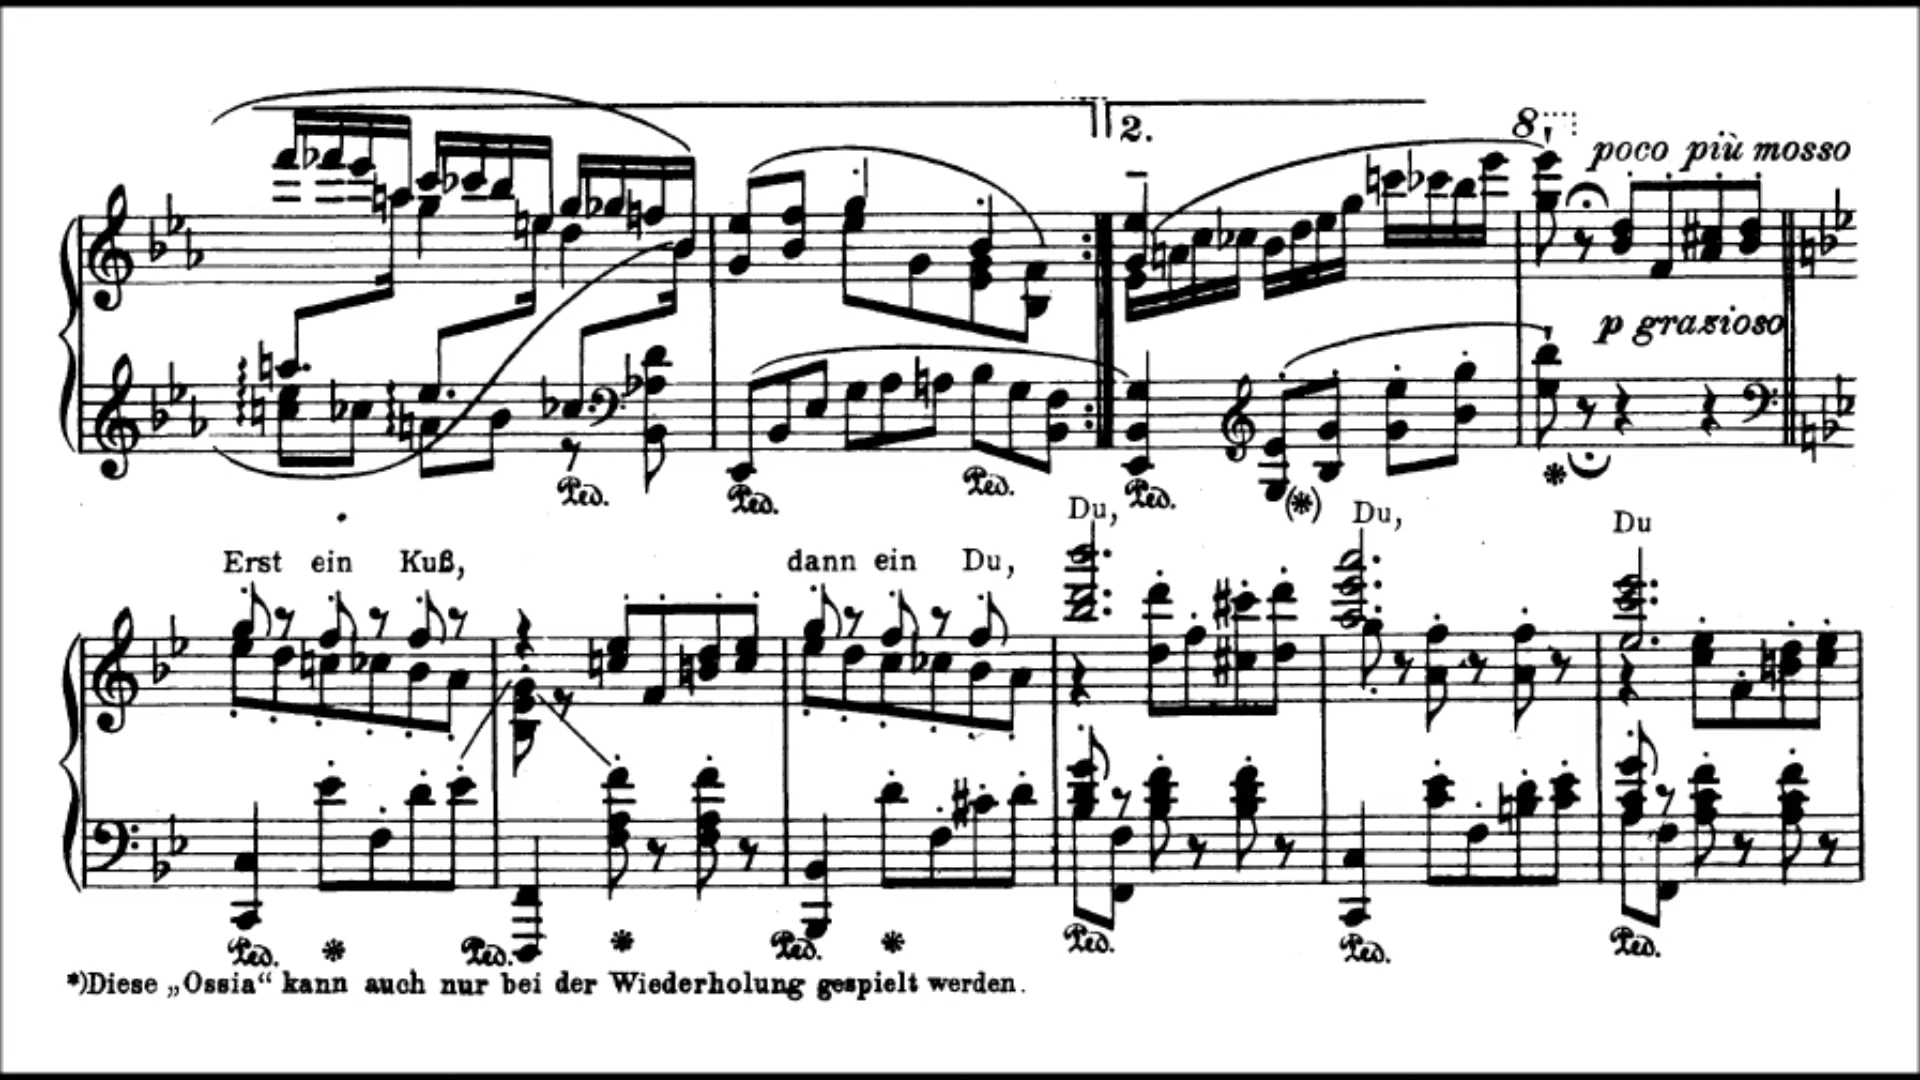 2.
8
poco più mosso
p grazioso
Ped. Ped. Ped. Ped. * (*)
Du, Du, Du
Erst ein Kuß, dann ein Du,
Ped. * Ped. * Ped. * Ped. Ped. Ped.
*) Diese „Ossia“ kann auch nur bei der Wiederholung gespielt werden.